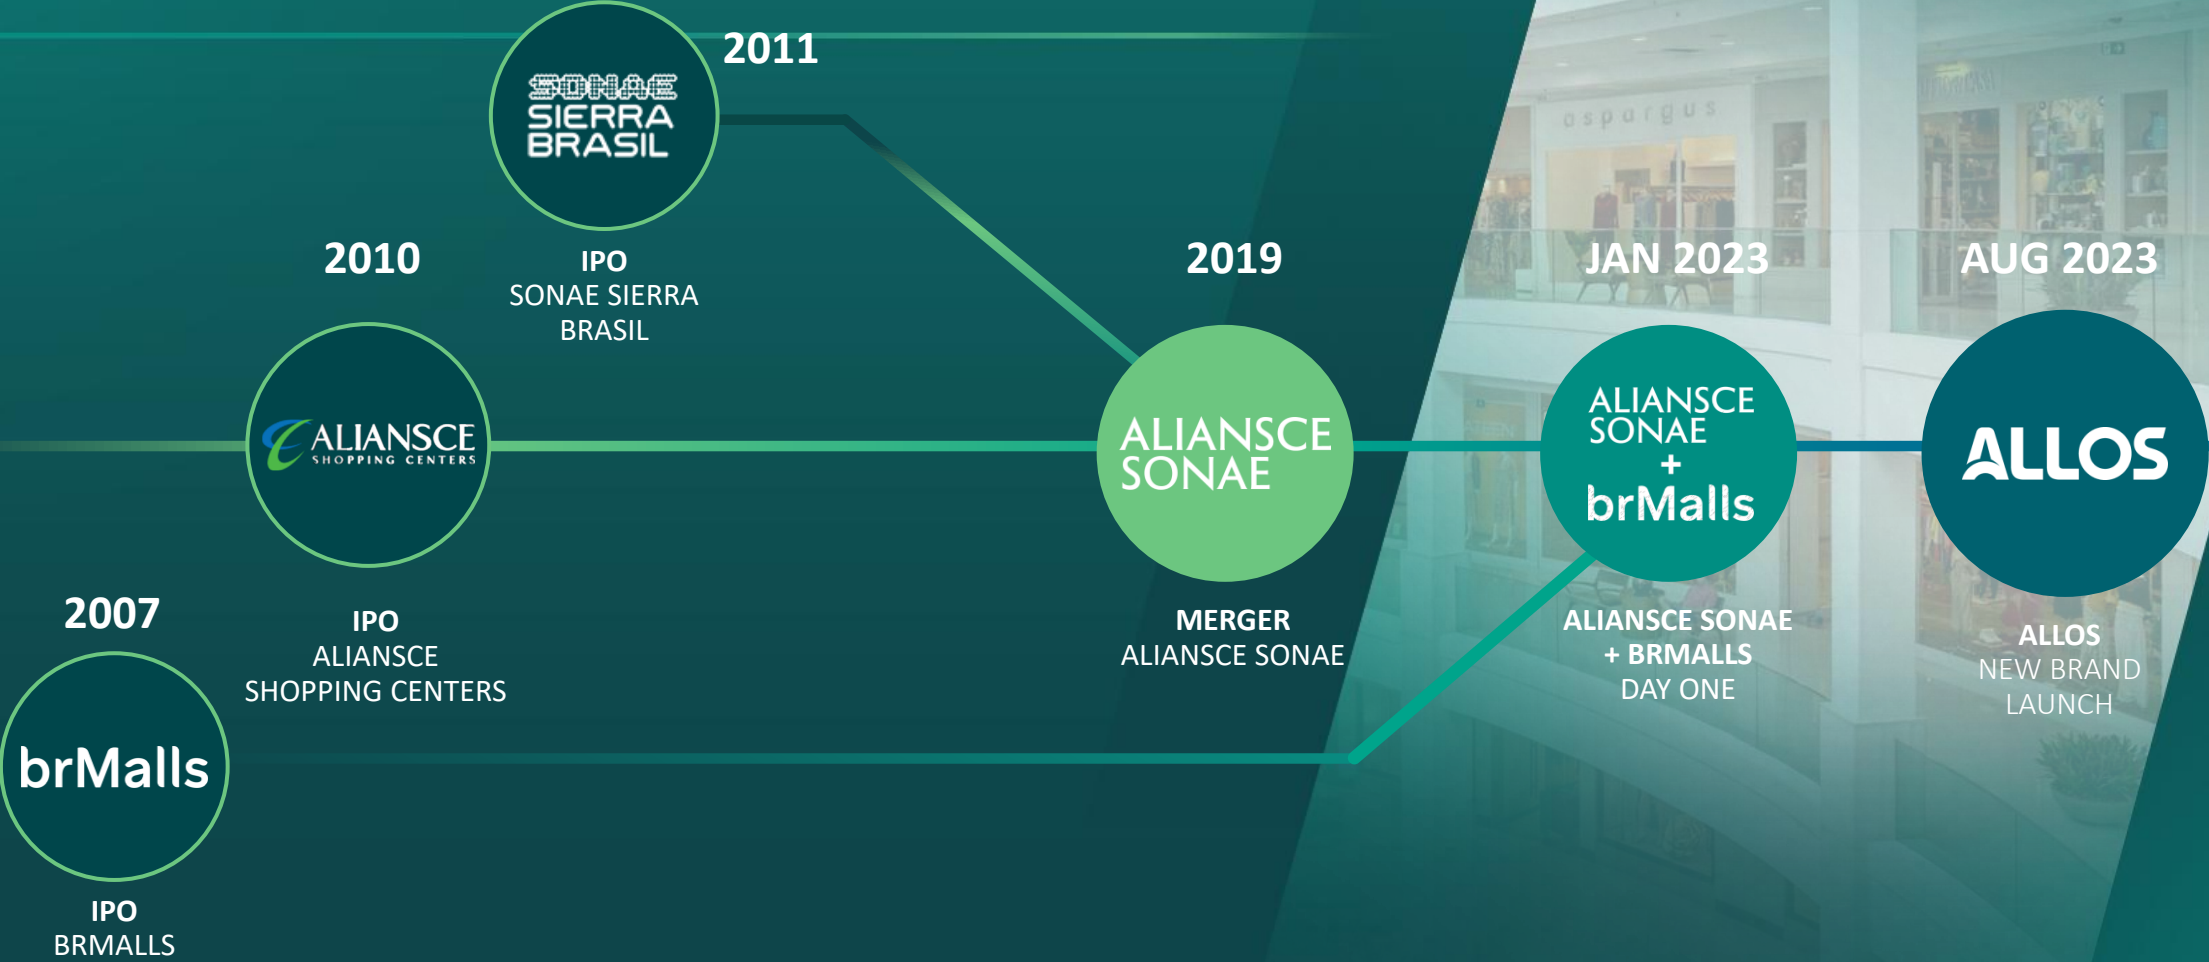 2011
SONAE
SIERRA
BRASIL
IPO
SONAE SIERRA
BRASIL
2010
ALIANSCE
SHOPPING CENTERS
IPO
ALIANSCE
SHOPPING CENTERS
2007
brMalls
IPO
BRMALLS
2019
ALIANSCE
SONAE
MERGER
ALIANSCE SONAE
aspargus
JAN 2023
ALIANSCE
SONAE
+
brMalls
ALIANSCE SONAE
+ BRMALLS
DAY ONE
AUG 2023
ALLOS
ALLOS
NEW BRAND
LAUNCH